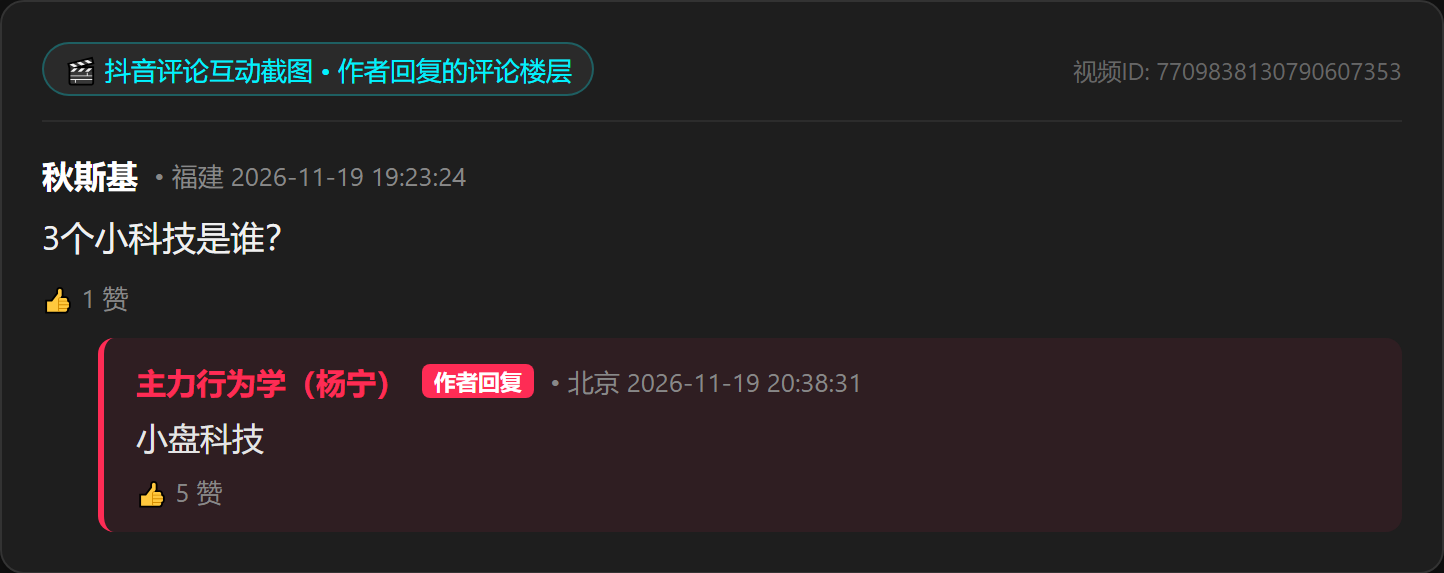 🎬 抖音评论互动截图 • 作者回复的评论楼层
视频ID: 7709838130790607353
秋斯基 • 福建 2026-11-19 19:23:24
3个小科技是谁？
👍 1 赞
主力行为学（杨宁） 作者回复 • 北京 2026-11-19 20:38:31
小盘科技
👍 5 赞